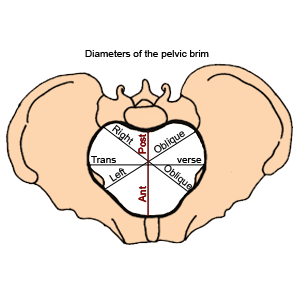 Diameters of the pelvic brim
Right
Post
Oblique
Trans
verse
Left
Oblique
Ant